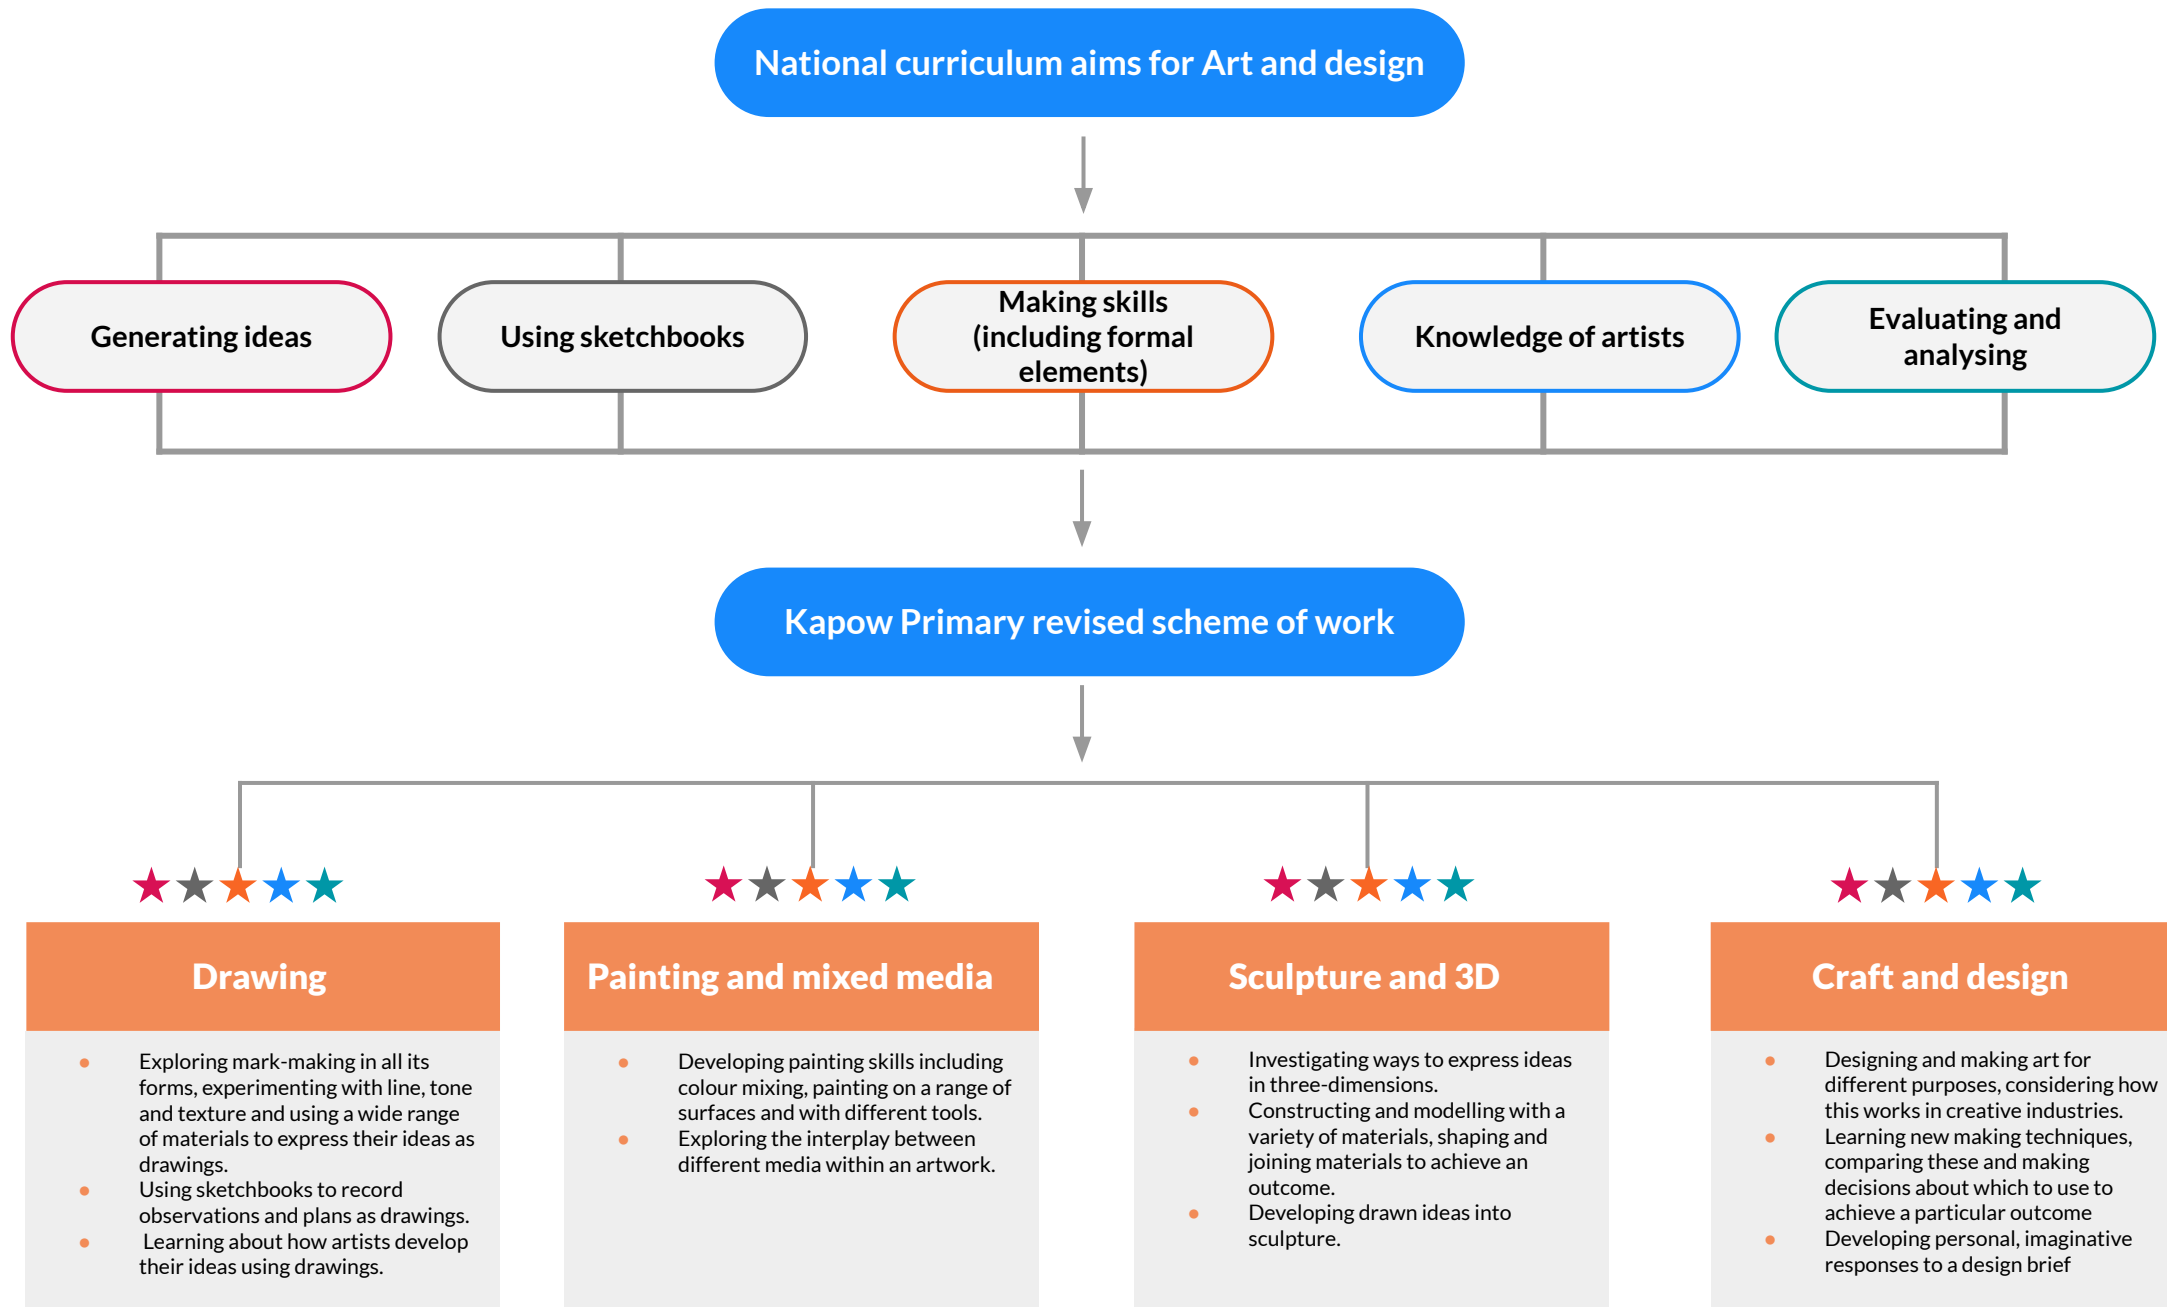 National curriculum aims for Art and design
Generating ideas
Using sketchbooks
Making skills
(including formal
elements)
Knowledge of artists
Evaluating and
analysing
Kapow Primary revised scheme of work
Drawing
● Exploring mark-making in all its
forms, experimenting with line, tone
and texture and using a wide range
of materials to express their ideas as
drawings.
● Using sketchbooks to record
observations and plans as drawings.
● Learning about how artists develop
their ideas using drawings.
Painting and mixed media
● Developing painting skills including
colour mixing, painting on a range of
surfaces and with different tools.
● Exploring the interplay between
different media within an artwork.
Sculpture and 3D
● Investigating ways to express ideas
in three-dimensions.
● Constructing and modelling with a
variety of materials, shaping and
joining materials to achieve an
outcome.
● Developing drawn ideas into
sculpture.
Craft and design
● Designing and making art for
different purposes, considering how
this works in creative industries.
● Learning new making techniques,
comparing these and making
decisions about which to use to
achieve a particular outcome
● Developing personal, imaginative
responses to a design brief